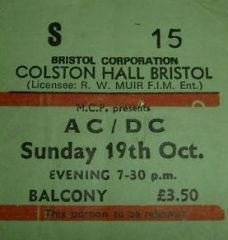 S 15
BRISTOL CORPORATION
COLSTON HALL BRISTOL
(Licensee: R. W. MUIR F.I.M. Ent.)
M.C.P. presents
AC/DC
Sunday 19th Oct.
EVENING 7-30 p.m.
BALCONY £3.50
This portion to be retained